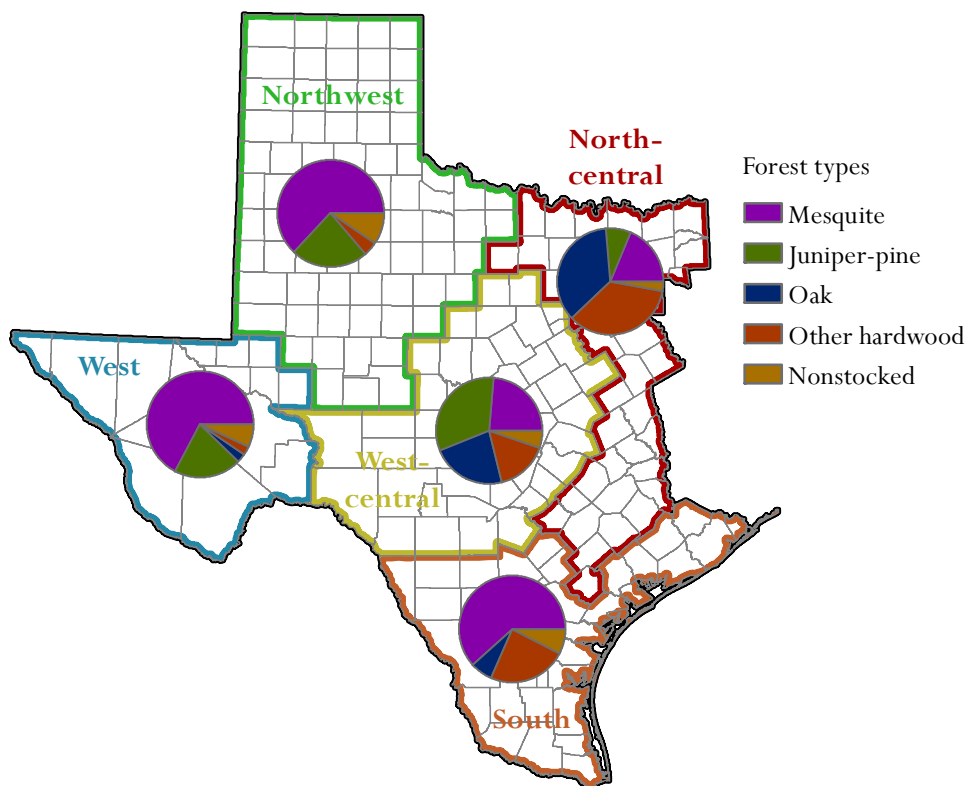 Northwest
North-
central
West
West-
central
South
Forest types
Mesquite
Juniper-pine
Oak
Other hardwood
Nonstocked